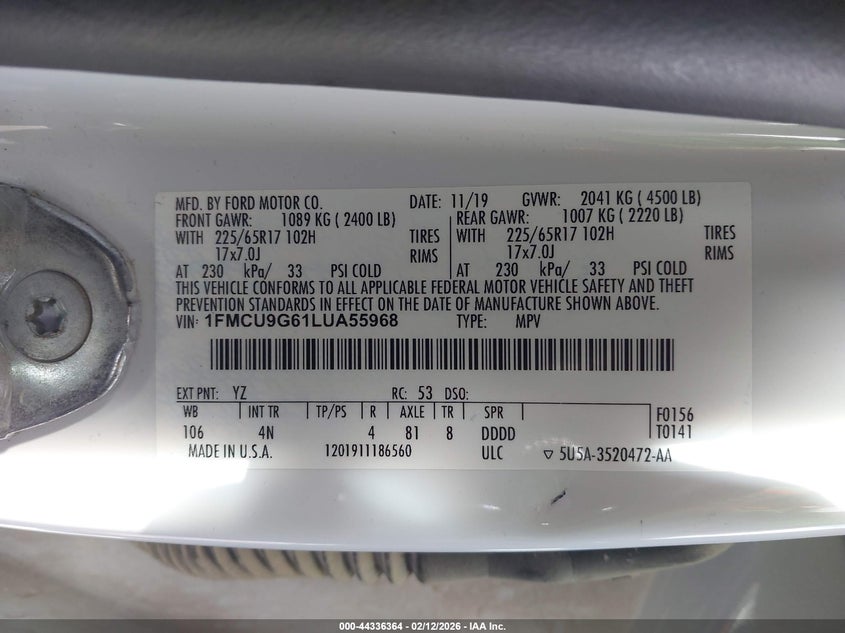 MFD. BY FORD MOTOR CO. DATE: 11/19 GVWR: 2041 KG ( 4500 LB)
FRONT GAWR: 1089 KG ( 2400 LB) REAR GAWR: 1007 KG ( 2220 LB)
WITH 225/65R17 102H TIRES WITH 225/65R17 102H TIRES
17x7.0J RIMS 17x7.0J RIMS
AT 230 kPa/ 33 PSI COLD AT 230 kPa/ 33 PSI COLD
THIS VEHICLE CONFORMS TO ALL APPLICABLE FEDERAL MOTOR VEHICLE SAFETY AND THEFT
PREVENTION STANDARDS IN EFFECT ON THE DATE OF MANUFACTURE SHOWN ABOVE.
VIN: 1FMCU9G61LUA55968 TYPE: MPV
EXT PNT: YZ RC: 53 DSO:
WB INT TR TP/PS R AXLE TR SPR F0156
106 4N 4 81 8 DDDD T0141
MADE IN U.S.A. 1201911186560 ULC ▽ 5U5A-3520472-AA
000-44336364 - 02/12/2026 - IAA Inc.